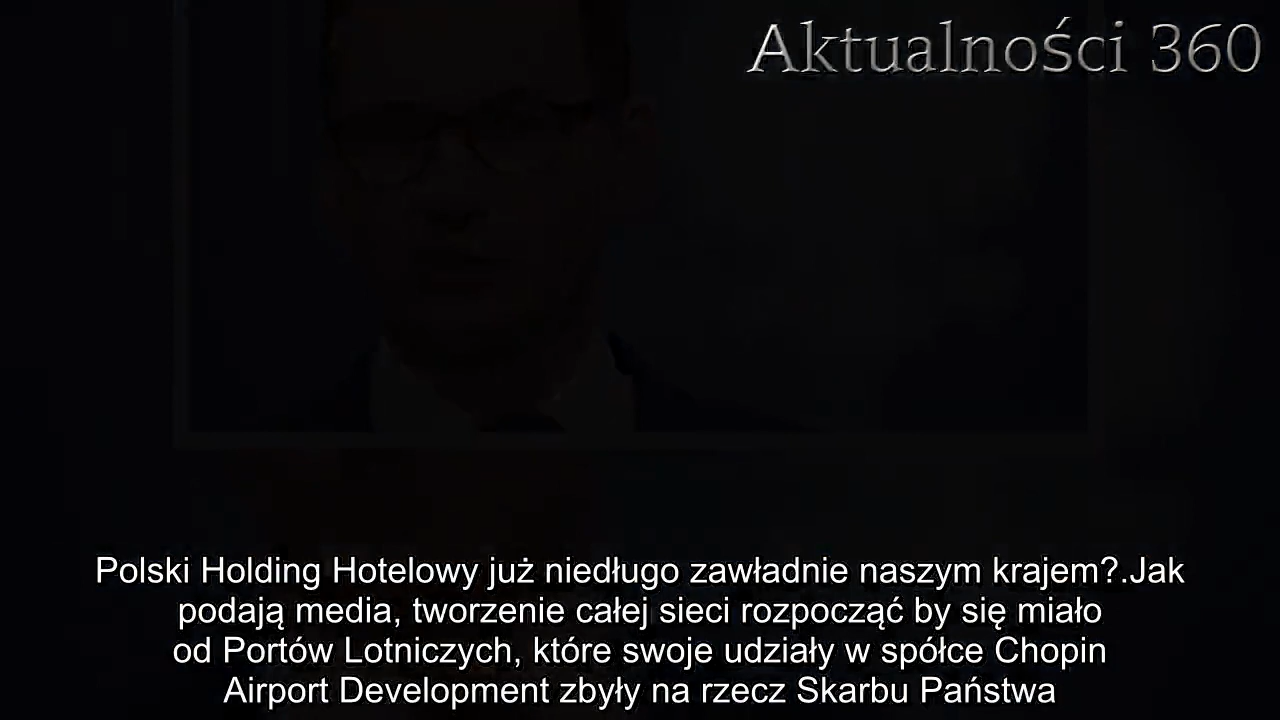 Aktualności 360
Polski Holding Hotelowy już niedługo zawładnie naszym krajem?.Jak
podają media, tworzenie całej sieci rozpocząć by się miało
od Portów Lotniczych, które swoje udziały w spółce Chopin
Airport Development zbyły na rzecz Skarbu Państwa